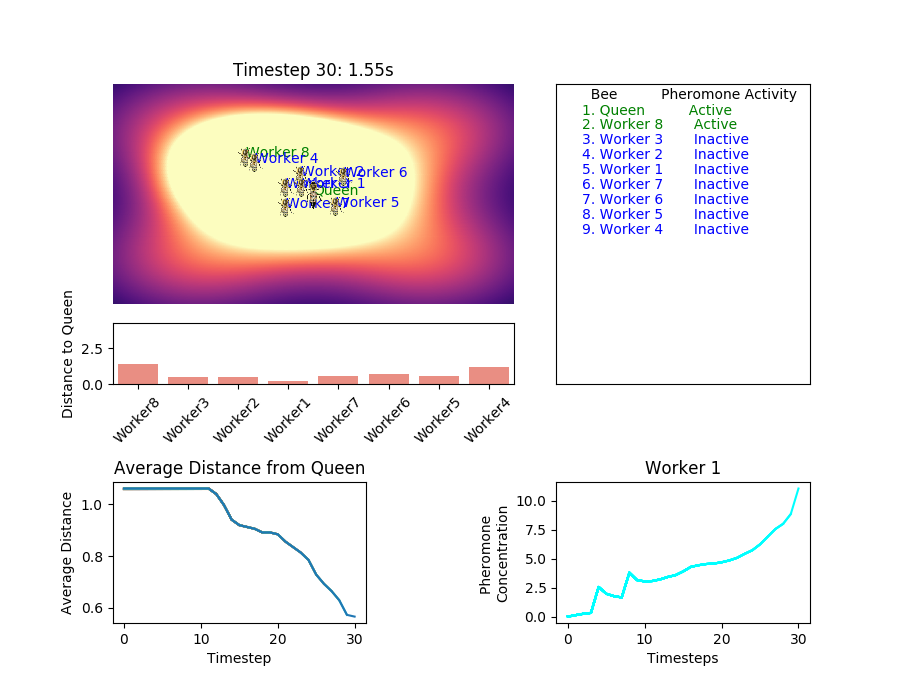 Timestep 30: 1.55s
Worker 8
Worker 4
Worker 2
Worker 6
Worker 3
Worker 1
Queen
Worker 7
Worker 5
Bee Pheromone Activity
1. Queen Active
2. Worker 8 Active
3. Worker 3 Inactive
4. Worker 2 Inactive
5. Worker 1 Inactive
6. Worker 7 Inactive
7. Worker 6 Inactive
8. Worker 5 Inactive
9. Worker 4 Inactive
Distance to Queen
2.5
0.0
Worker8 Worker3 Worker2 Worker1 Worker7 Worker6 Worker5 Worker4
Average Distance from Queen
Average Distance
1.0
0.8
0.6
0 10 20 30
Timestep
Worker 1
Pheromone
Concentration
10.0
7.5
5.0
2.5
0.0
0 10 20 30
Timesteps